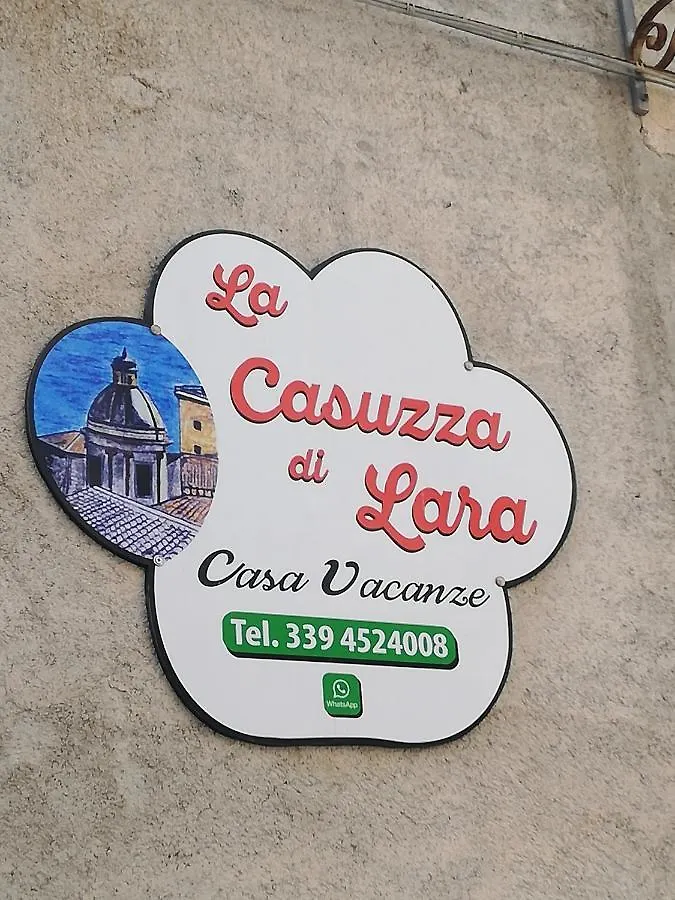 La
Casuzza
di Lara
Casa Vacanze
Tel. 339 4524008
WhatsApp